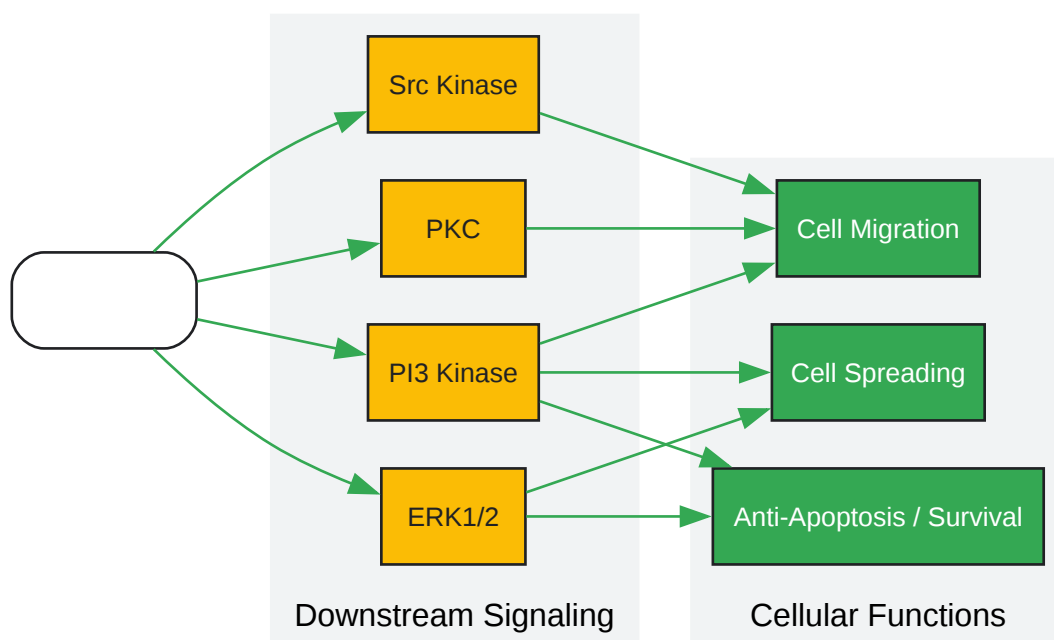 Src Kinase
PKC
PI3 Kinase
ERK1/2
Downstream Signaling
Cell Migration
Cell Spreading
Anti-Apoptosis / Survival
Cellular Functions